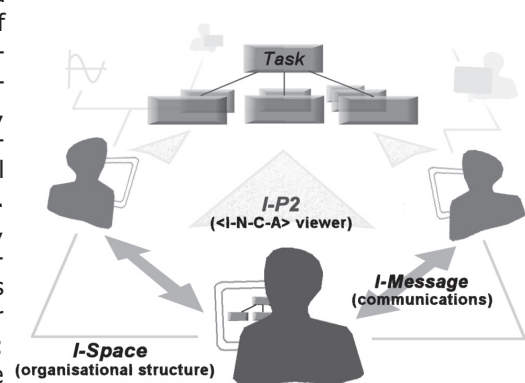 Task
I-P2
(<I-N-C-A> viewer)
I-Message
(communications)
I-Space
(organisational structure)